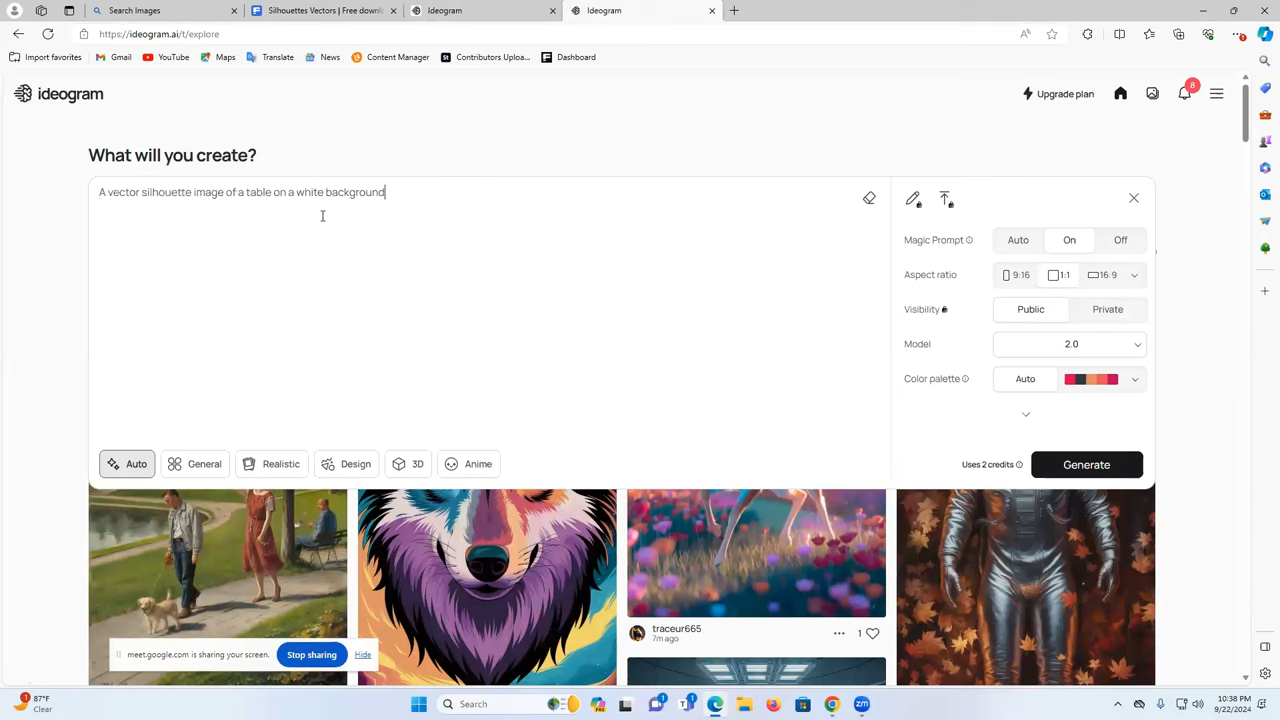 Search Images
Silhouettes Vectors | Free downlo
Ideogram
Ideogram
https://ideogram.ai/t/explore
Import favorites
Gmail
YouTube
Maps
Translate
News
Content Manager
Contributors Uploa...
Dashboard
ideogram
Upgrade plan
8
What will you create?
A vector silhouette image of a table on a white background
Magic Prompt
Auto
On
Off
Aspect ratio
9:16
1:1
16:9
Visibility
Public
Private
Model
2.0
Color palette
Auto
Auto
General
Realistic
Design
3D
Anime
Uses 2 credits
Generate
traceur665
7m ago
1
meet.google.com is sharing your screen.
Stop sharing
Hide
1
87°F
Clear
Search
1
1
10:38 PM
9/22/2024